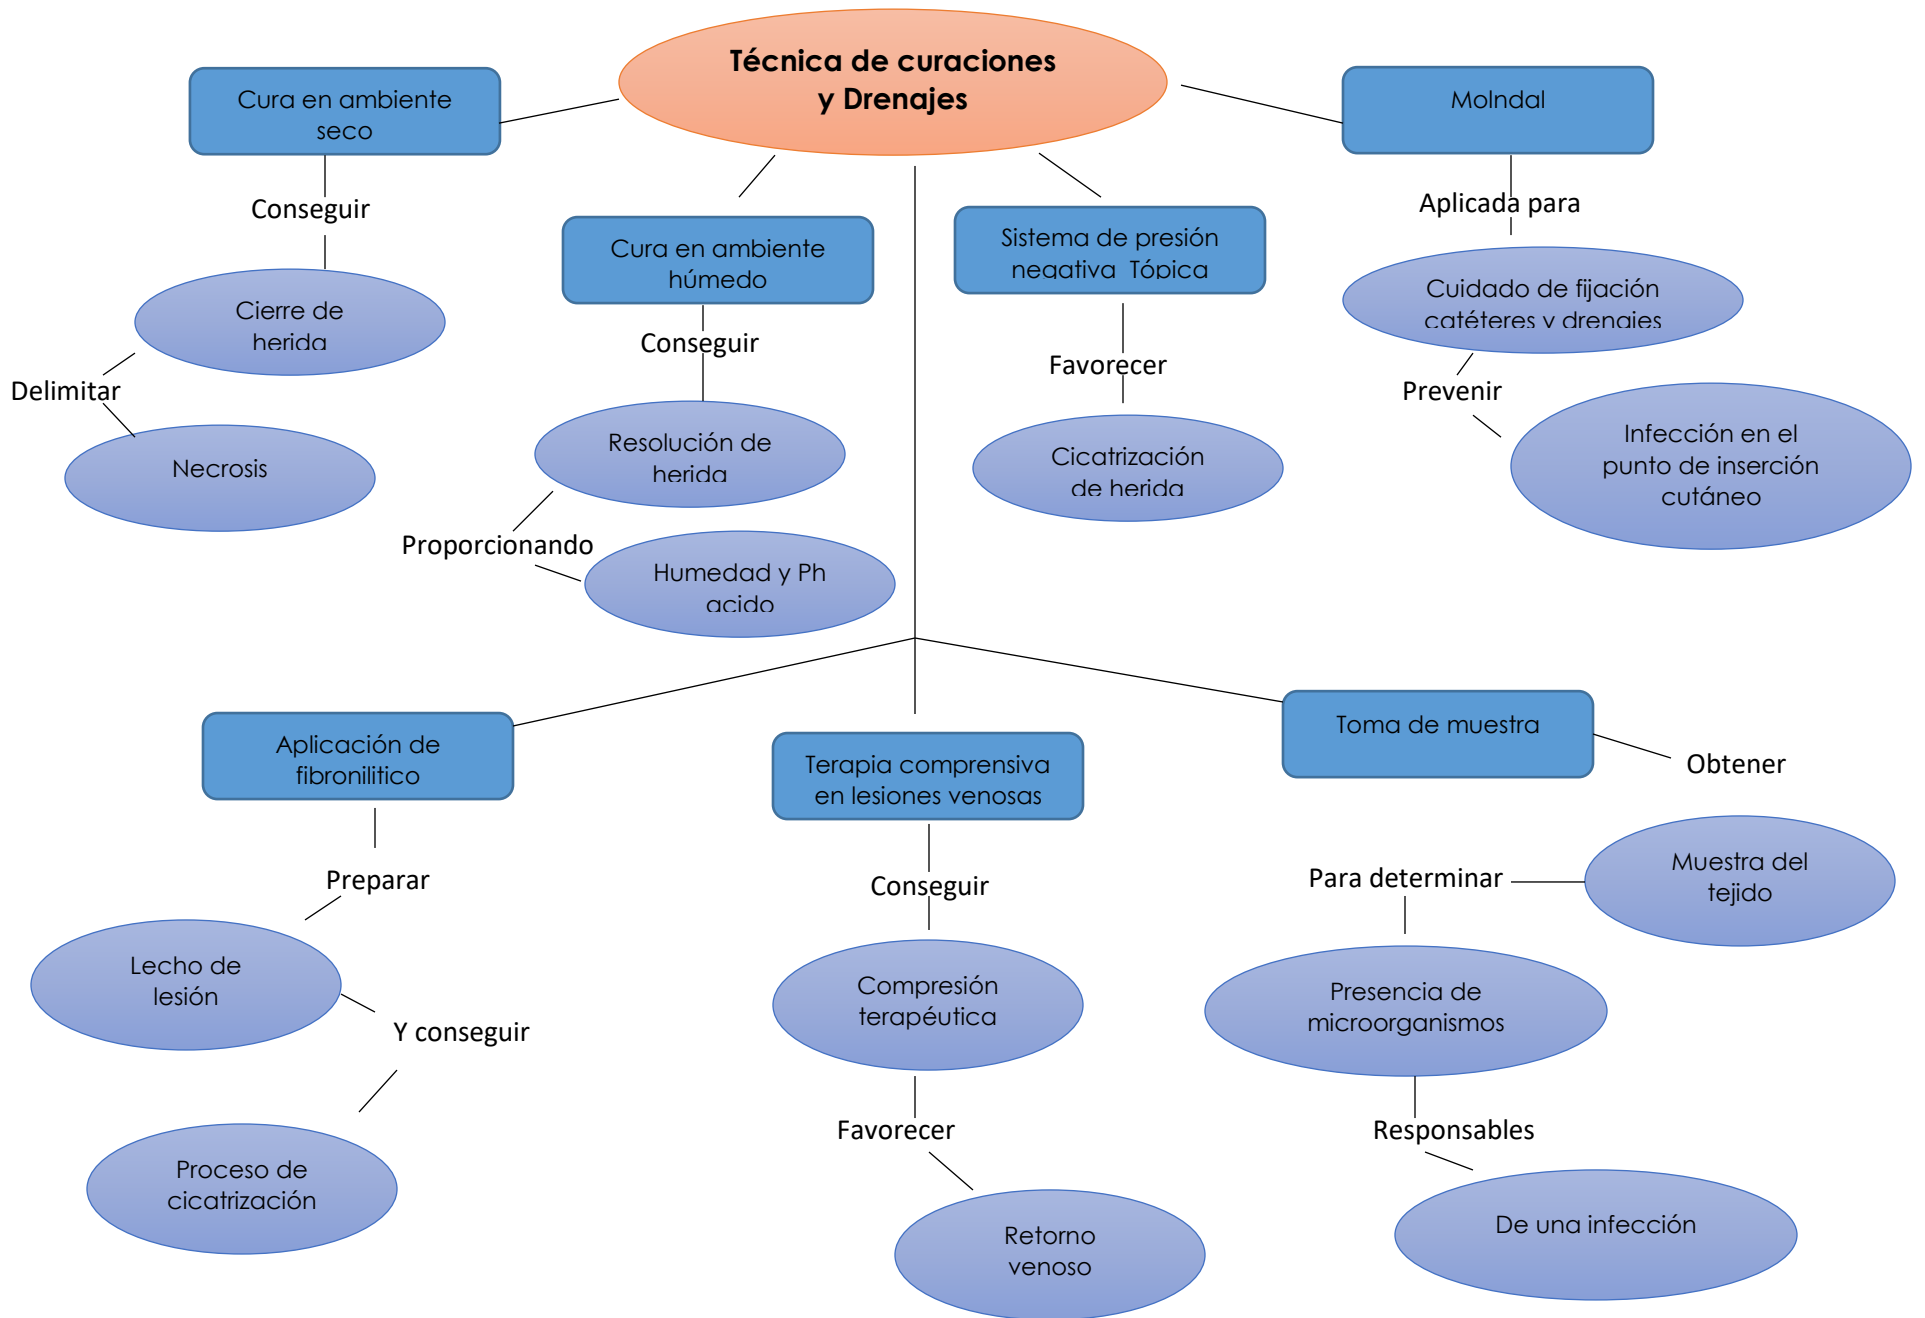 Técnica de curaciones
y Drenajes
Cura en ambiente
seco
Conseguir
Cierre de
herida
Delimitar
Necrosis
Cura en ambiente
húmedo
Conseguir
Resolución de
herida
Proporcionando
Humedad y Ph
acido
Sistema de presión
negativa Tópica
Favorecer
Cicatrización
de herida
Molndal
Aplicada para
Cuidado de fijación
catéteres y drenajes
Prevenir
Infección en el
punto de inserción
cutáneo
Aplicación de
fibronilitico
Preparar
Lecho de
lesión
Y conseguir
Proceso de
cicatrización
Terapia comprensiva
en lesiones venosas
Conseguir
Compresión
terapéutica
Favorecer
Retorno
venoso
Toma de muestra
Obtener
Muestra del
tejido
Para determinar
Presencia de
microorganismos
Responsables
De una infección